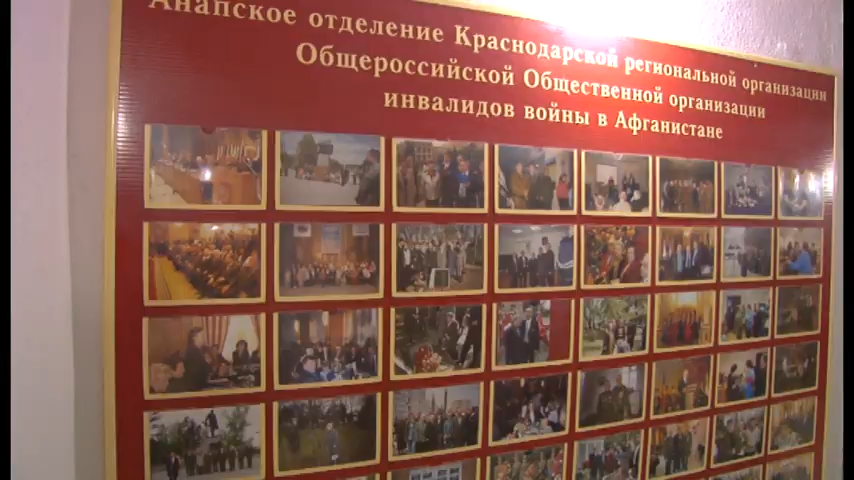 Анапское отделение Краснодарской региональной организации
Общероссийской Общественной организации
инвалидов войны в Афганистане